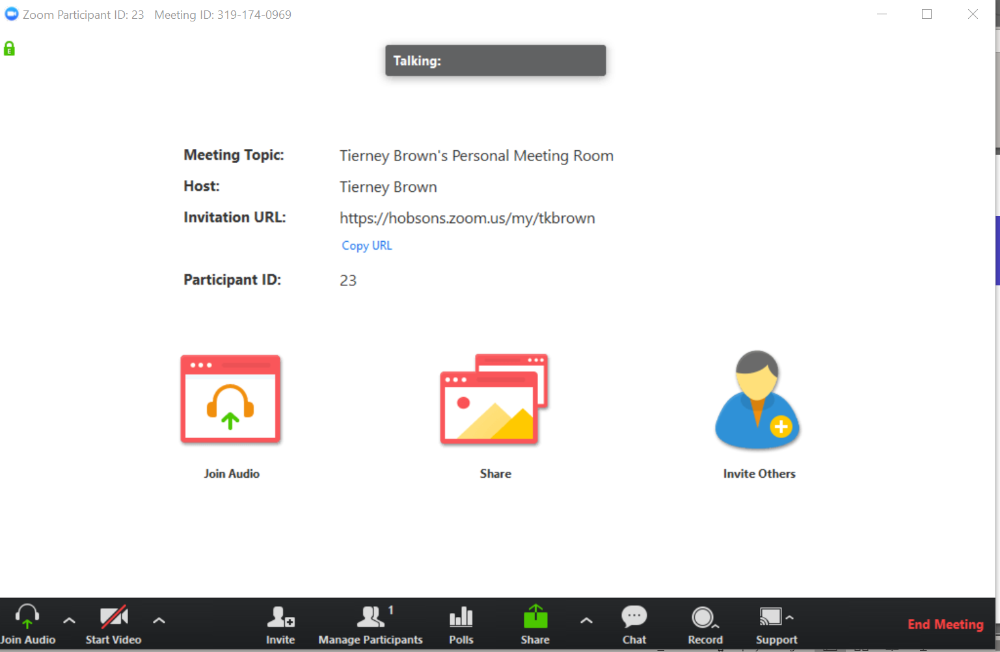 Zoom Participant ID: 23 Meeting ID: 319-174-0969
E
Talking:
Meeting Topic: Tierney Brown's Personal Meeting Room
Host: Tierney Brown
Invitation URL: https://hobsons.zoom.us/my/tkbrown
Copy URL
Participant ID: 23
Join Audio Share Invite Others
1
Join Audio Start Video Invite Manage Participants Polls Share Chat Record Support End Meeting